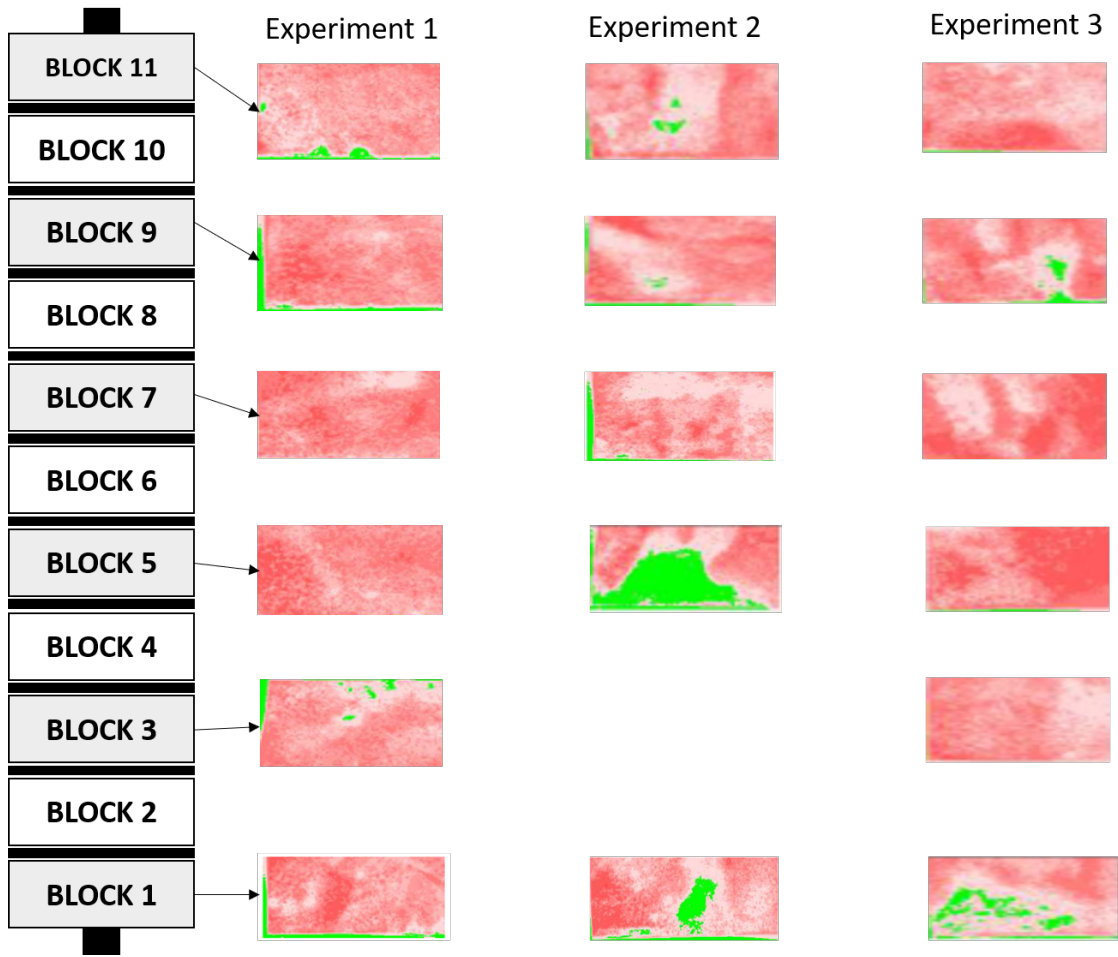 Experiment 1
Experiment 2
Experiment 3
BLOCK 11
BLOCK 10
BLOCK 9
BLOCK 8
BLOCK 7
BLOCK 6
BLOCK 5
BLOCK 4
BLOCK 3
BLOCK 2
BLOCK 1